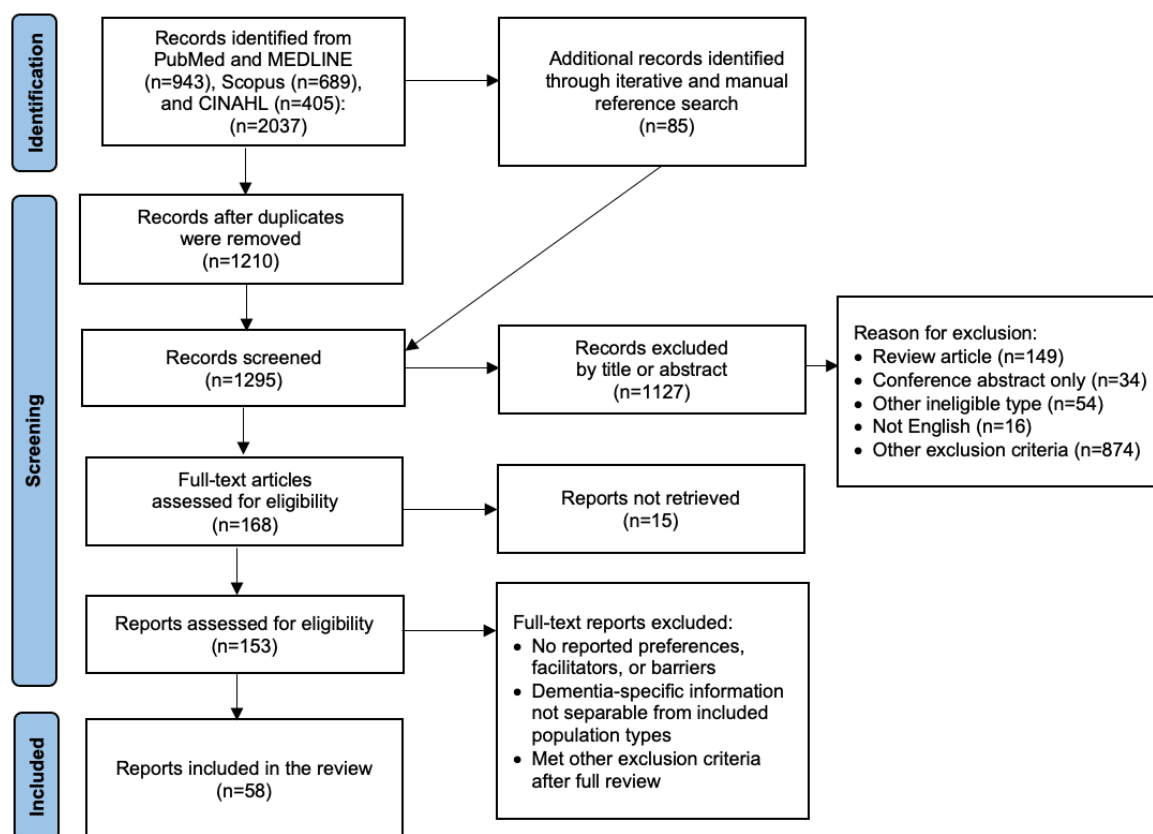 Identification
Records identified from
PubMed and MEDLINE
(n=943), Scopus (n=689),
and CINAHL (n=405):
(n=2037)
Additional records identified
through iterative and manual
reference search
(n=85)
Screening
Records after duplicates
were removed
(n=1210)
Records screened
(n=1295)
Records excluded
by title or abstract
(n=1127)
Reason for exclusion:
• Review article (n=149)
• Conference abstract only (n=34)
• Other ineligible type (n=54)
• Not English (n=16)
• Other exclusion criteria (n=874)
Full-text articles
assessed for eligibility
(n=168)
Reports not retrieved
(n=15)
Reports assessed for eligibility
(n=153)
Full-text reports excluded:
• No reported preferences,
facilitators, or barriers
• Dementia-specific information
not separable from included
population types
• Met other exclusion criteria
after full review
Included
Reports included in the review
(n=58)